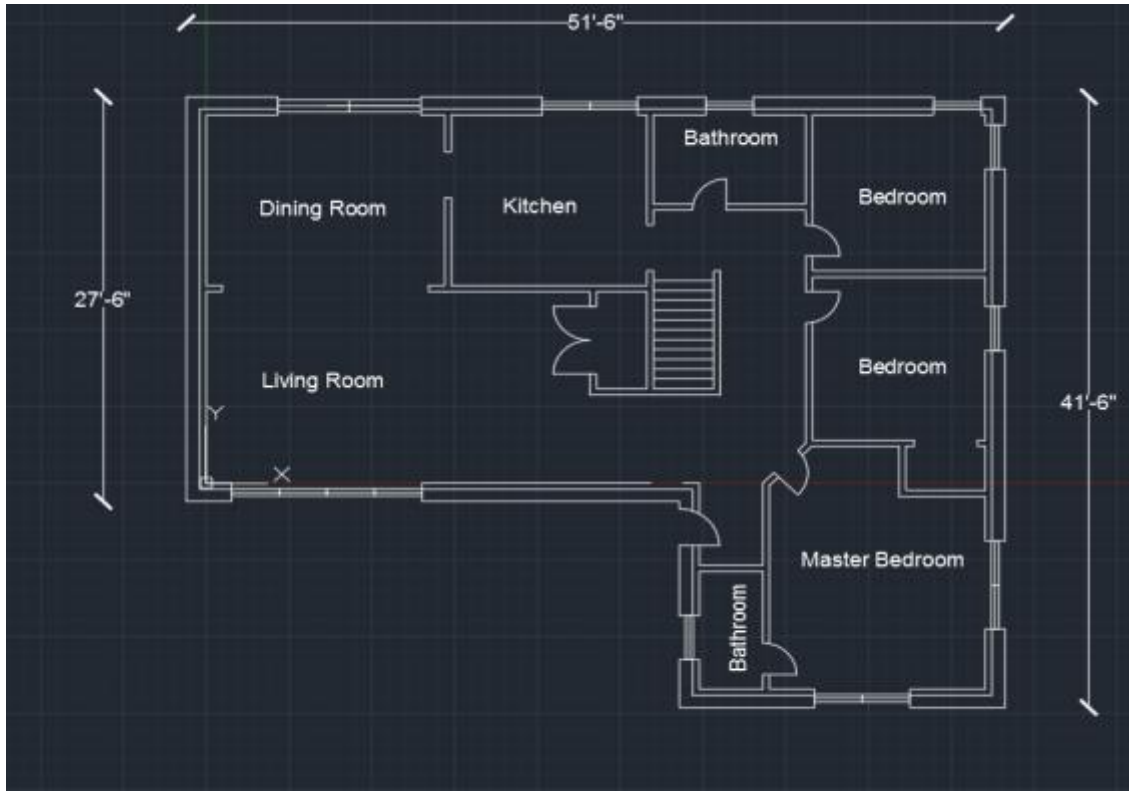 51'-6"
Bathroom
Bedroom
Dining Room
Kitchen
27'-6"
Living Room
Bedroom
41'-6"
Y
X
Master Bedroom
Bathroom